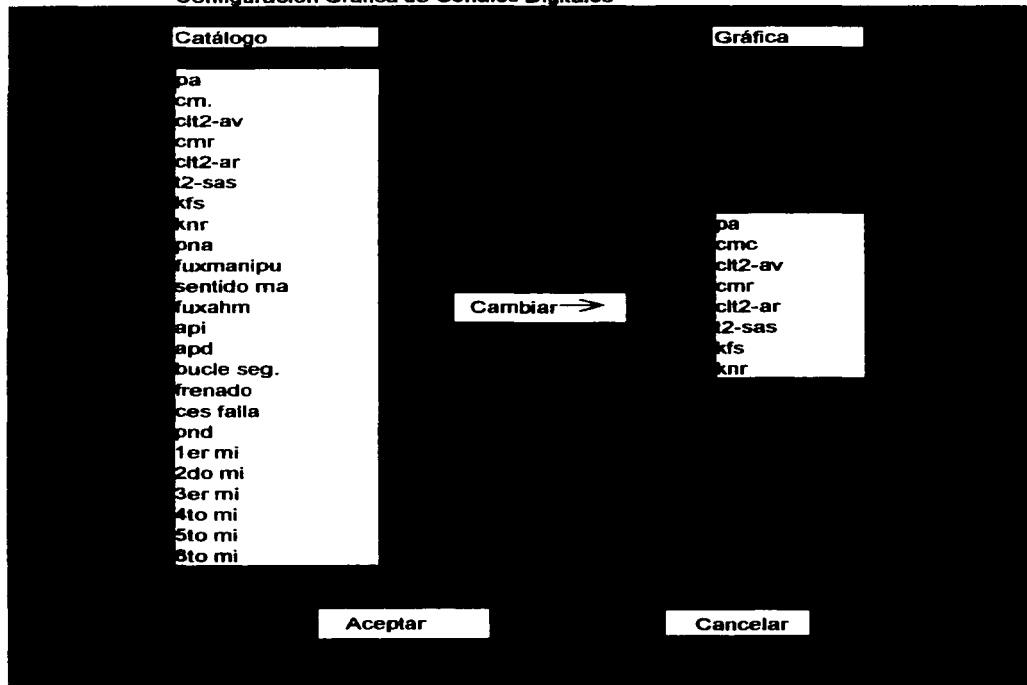 Catálogo
pa
cm.
clt2-av
cmr
clt2-ar
t2-sas
kfs
knr
pna
fuxmanipu
sentido ma
fuxahm
api
apd
bucle seg.
frenado
ces falla
pnd
1er mi
2do mi
3er mi
4to mi
5to mi
6to mi
Cambiar
Gráfica
pa
cmc
clt2-av
cmr
clt2-ar
t2-sas
kfs
knr
Aceptar
Cancelar